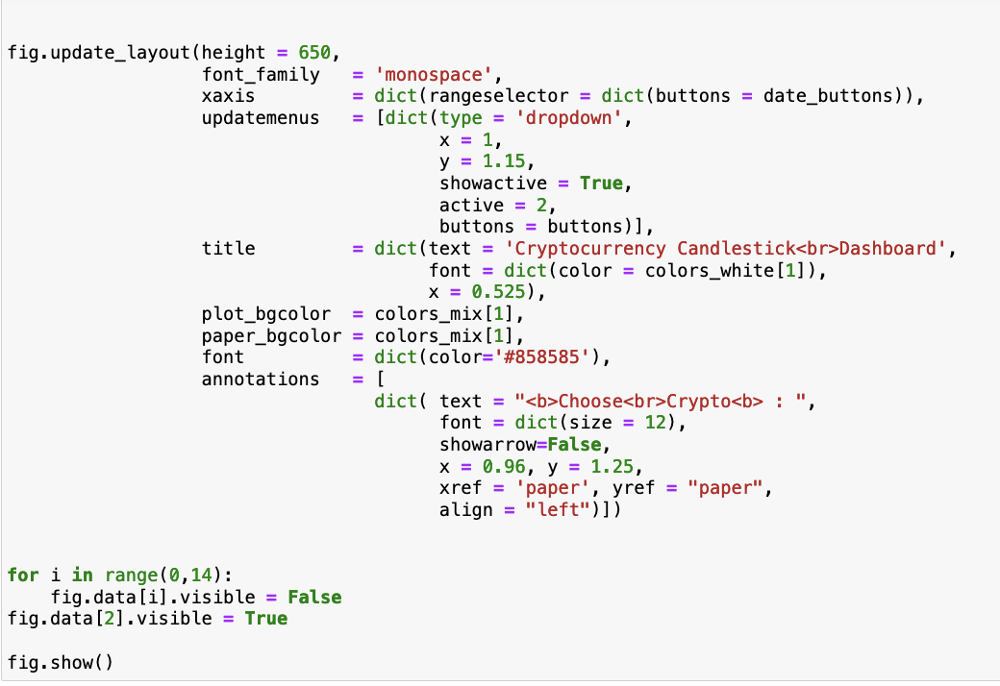 fig.update_layout(height = 650,
                  font_family   = 'monospace',
                  xaxis         = dict(rangeselector = dict(buttons = date_buttons)),
                  updatemenus   = [dict(type = 'dropdown',
                                        x = 1,
                                        y = 1.15,
                                        showactive = True,
                                        active = 2,
                                        buttons = buttons)],
                  title         = dict(text = 'Cryptocurrency Candlestick<br>Dashboard',
                                       font = dict(color = colors_white[1]),
                                       x = 0.525),
                  plot_bgcolor  = colors_mix[1],
                  paper_bgcolor = colors_mix[1],
                  font          = dict(color='#858585'),
                  annotations   = [
                                  dict( text = "<b>Choose<br>Crypto<b> : ",
                                        font = dict(size = 12),
                                        showarrow=False,
                                        x = 0.96, y = 1.25,
                                        xref = 'paper', yref = "paper",
                                        align = "left")])
for i in range(0,14):
    fig.data[i].visible = False
fig.data[2].visible = True
fig.show()